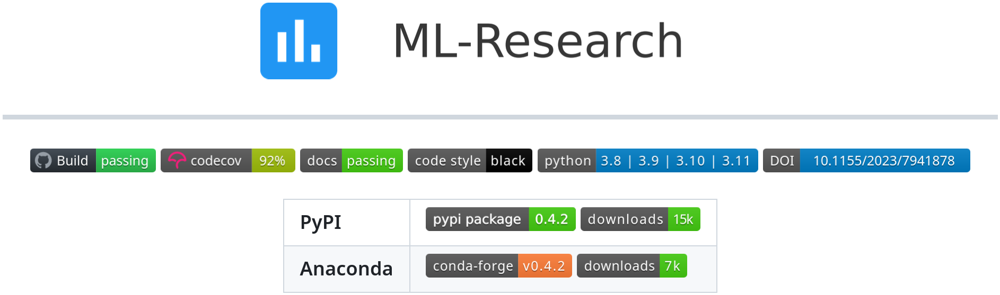 ML-Research
Build passing codecov 92% docs passing code style black python 3.8 | 3.9 | 3.10 | 3.11 DOI 10.1155/2023/7941878
PyPI pypi package 0.4.2 downloads 15k
Anaconda conda-forge v0.4.2 downloads 7k